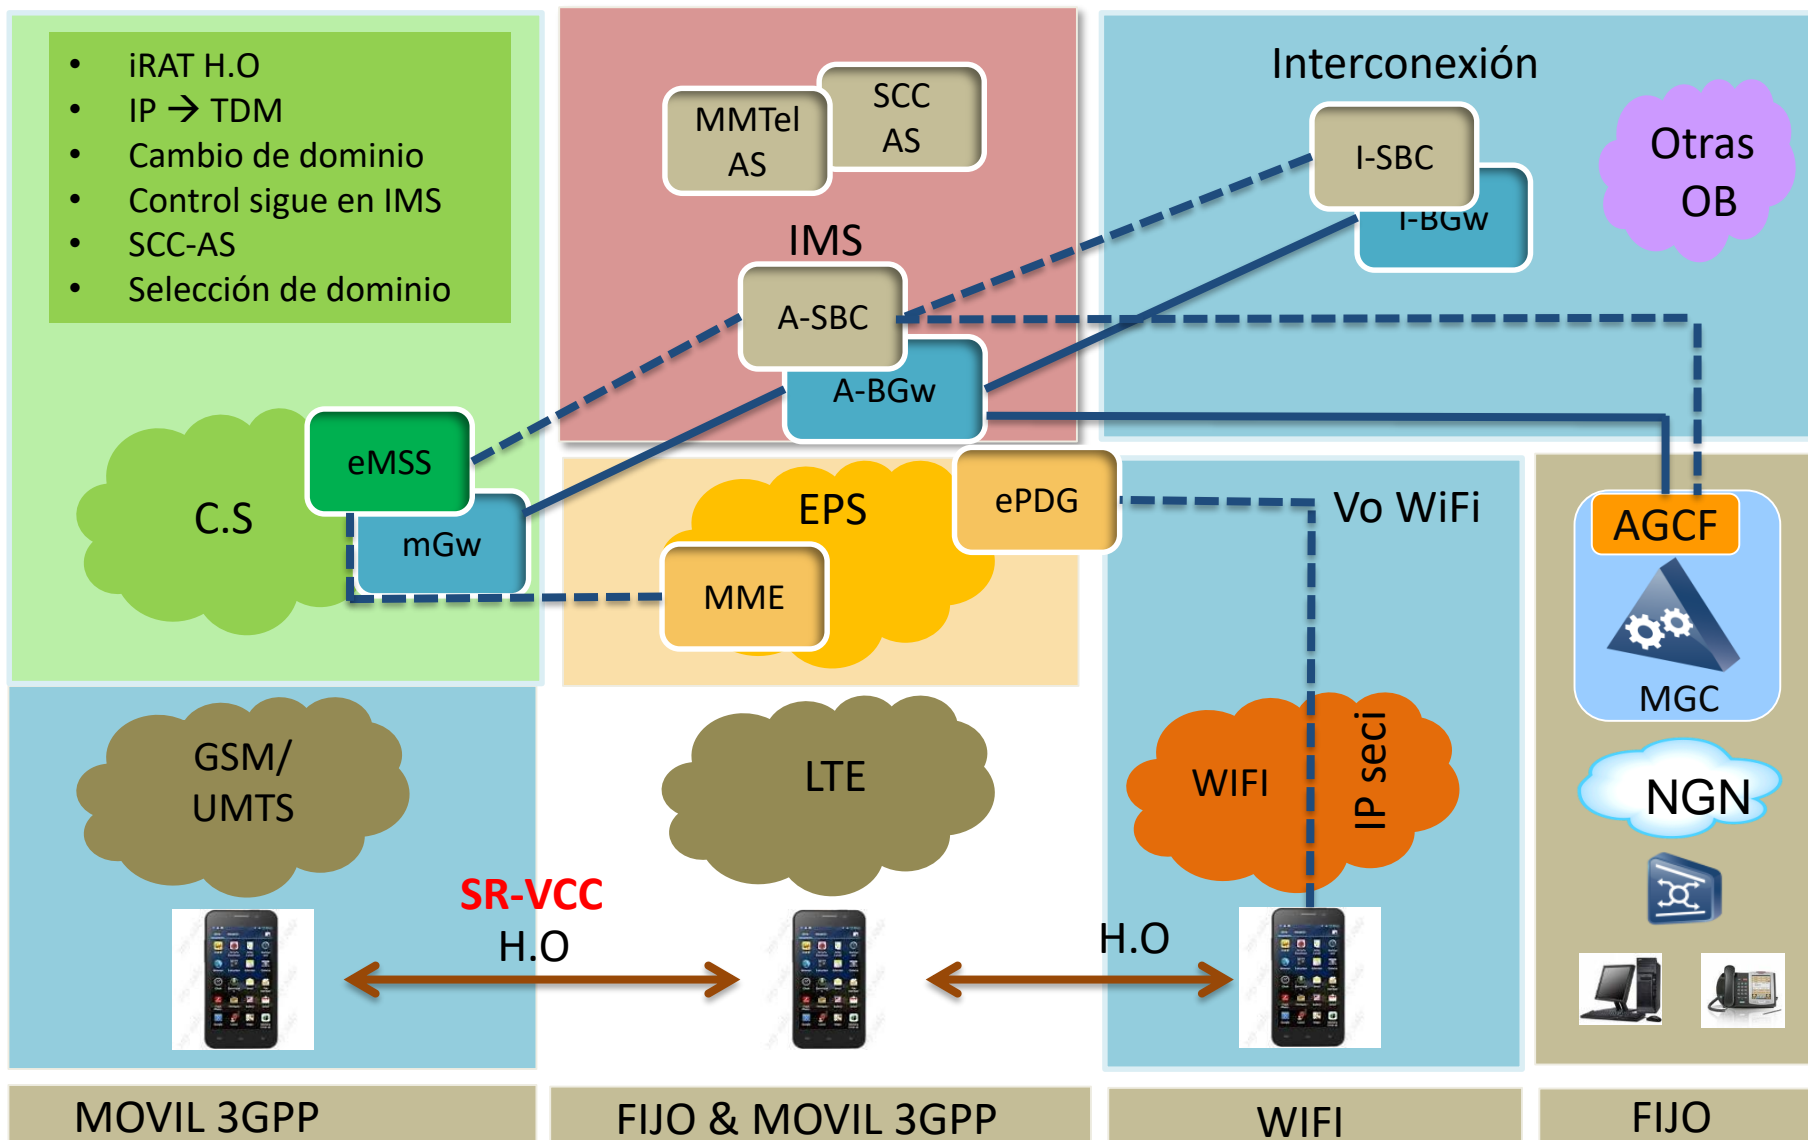 • iRAT H.O
• IP → TDM
• Cambio de dominio
• Control sigue en IMS
• SCC-AS
• Selección de dominio
MMTel
AS
SCC
AS
IMS
A-SBC
A-BGw
Interconexión
I-SBC
I-BGw
Otras
OB
C.S
eMSS
mGw
EPS
MME
ePDG
Vo WiFi
AGCF
MGC
GSM/
UMTS
LTE
WIFI
IP seci
NGN
SR-VCC
H.O
H.O
MOVIL 3GPP
FIJO & MOVIL 3GPP
WIFI
FIJO